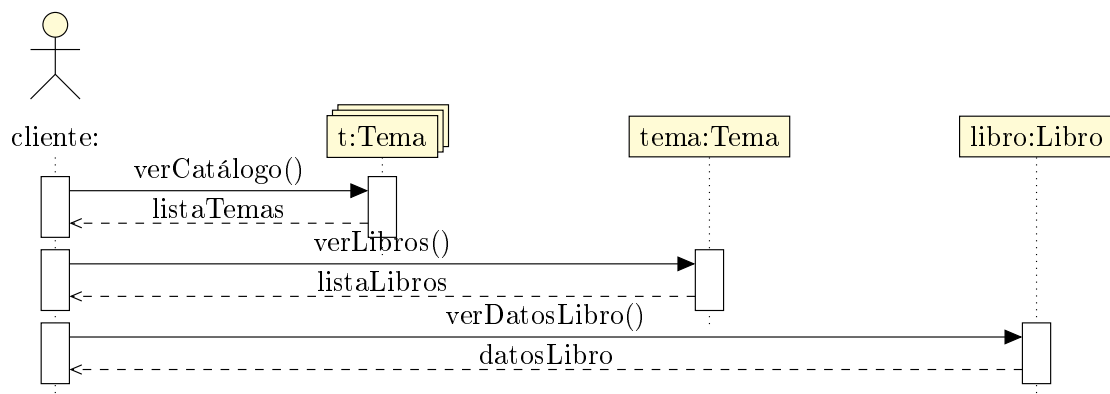 cliente:
t:Tema
tema:Tema
libro:Libro
verCatálogo()
listaTemas
verLibros()
listaLibros
verDatosLibro()
datosLibro